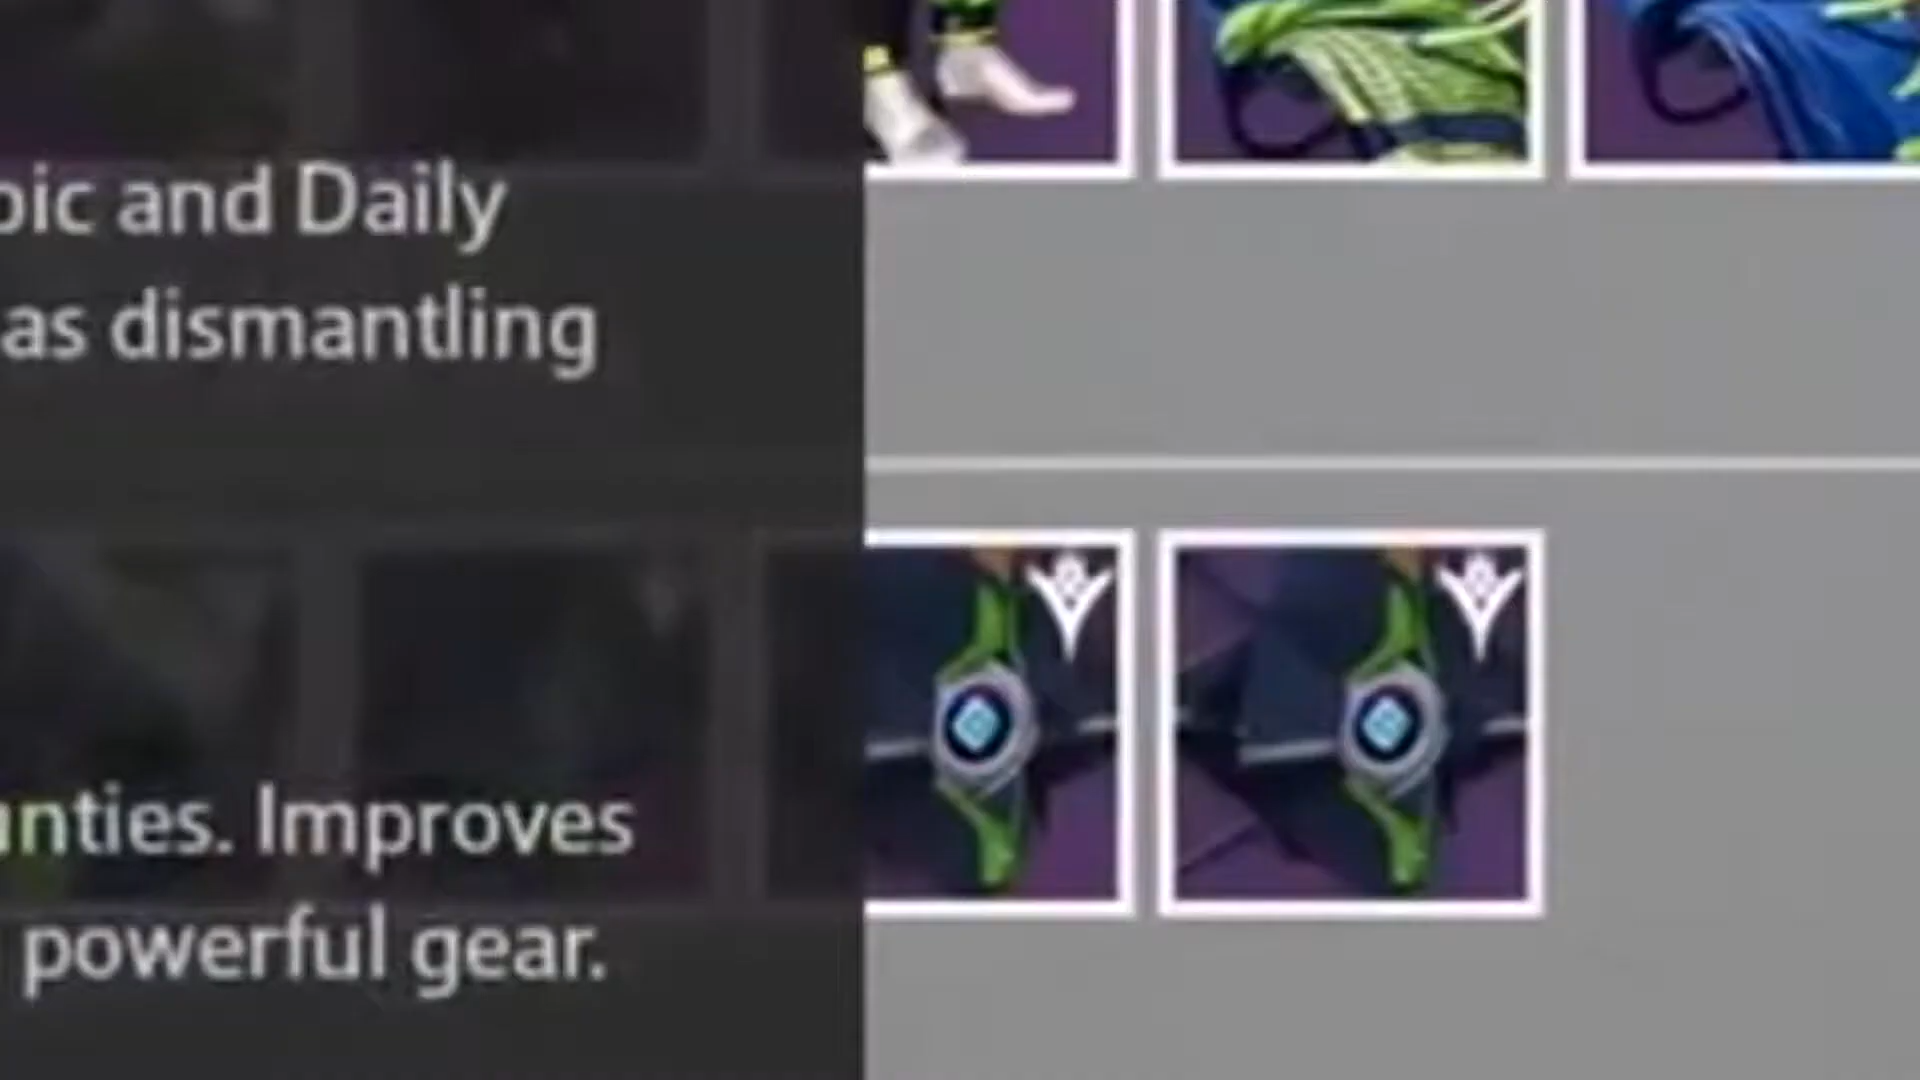 and Daily
as dismantling
Improves
powerful gear.